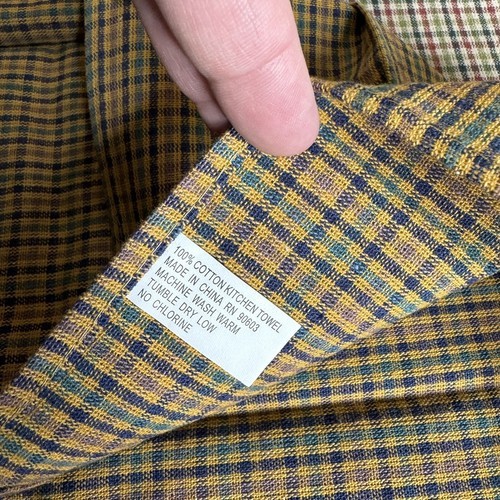 100% COTTON KITCHEN TOWEL
MADE IN CHINA RN 90603
MACHINE WASH WARM
TUMBLE DRY LOW
NO CHLORINE